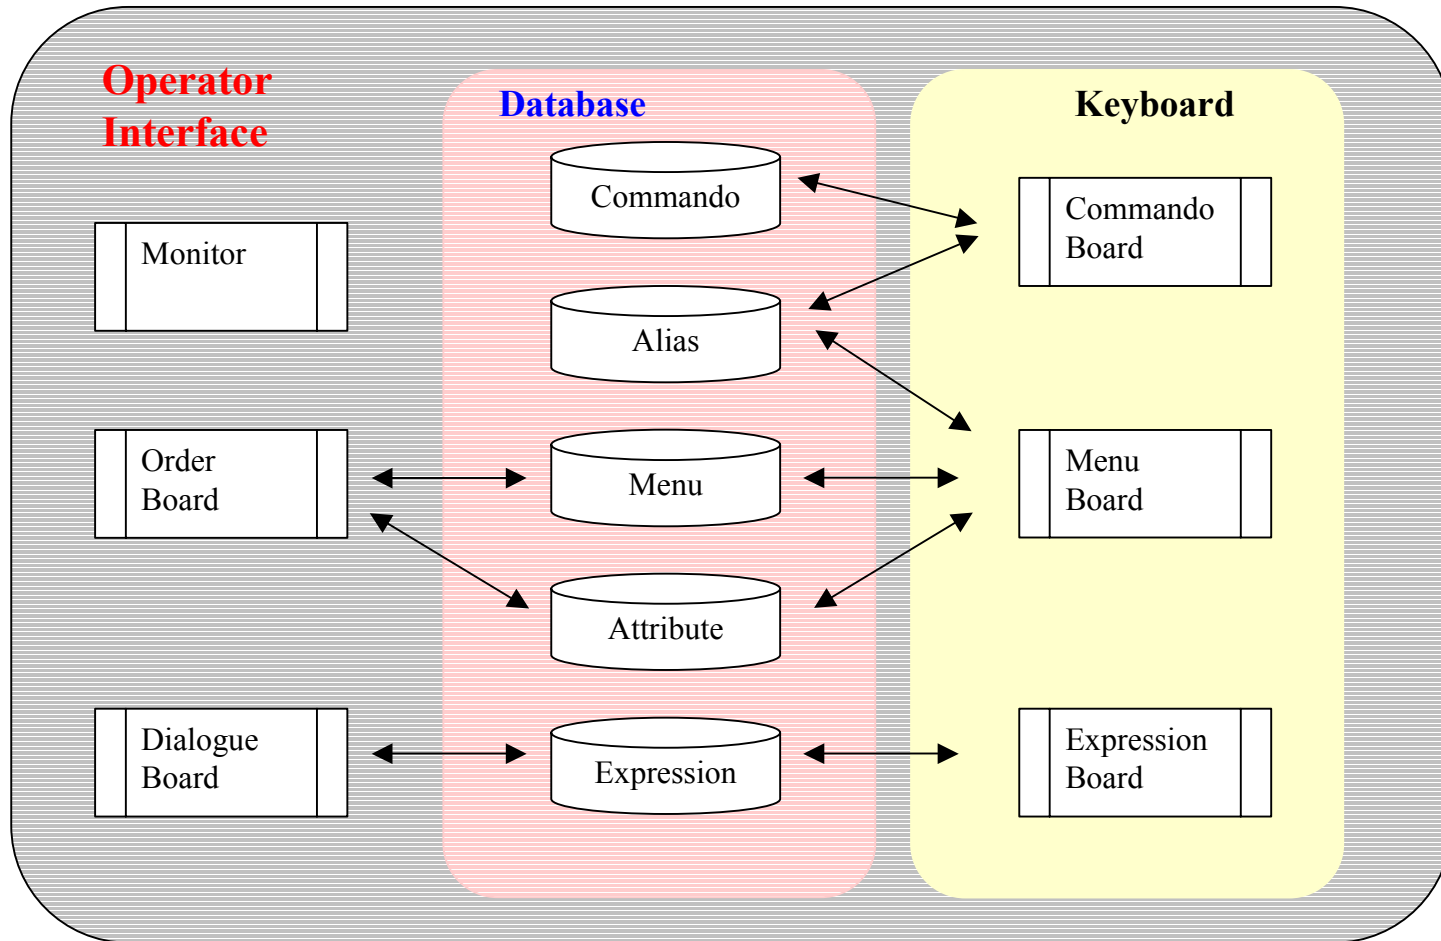 Operator
Interface
Database
Keyboard
Commando
Commando
Board
Monitor
Alias
Order
Board
Menu
Menu
Board
Attribute
Dialogue
Board
Expression
Expression
Board